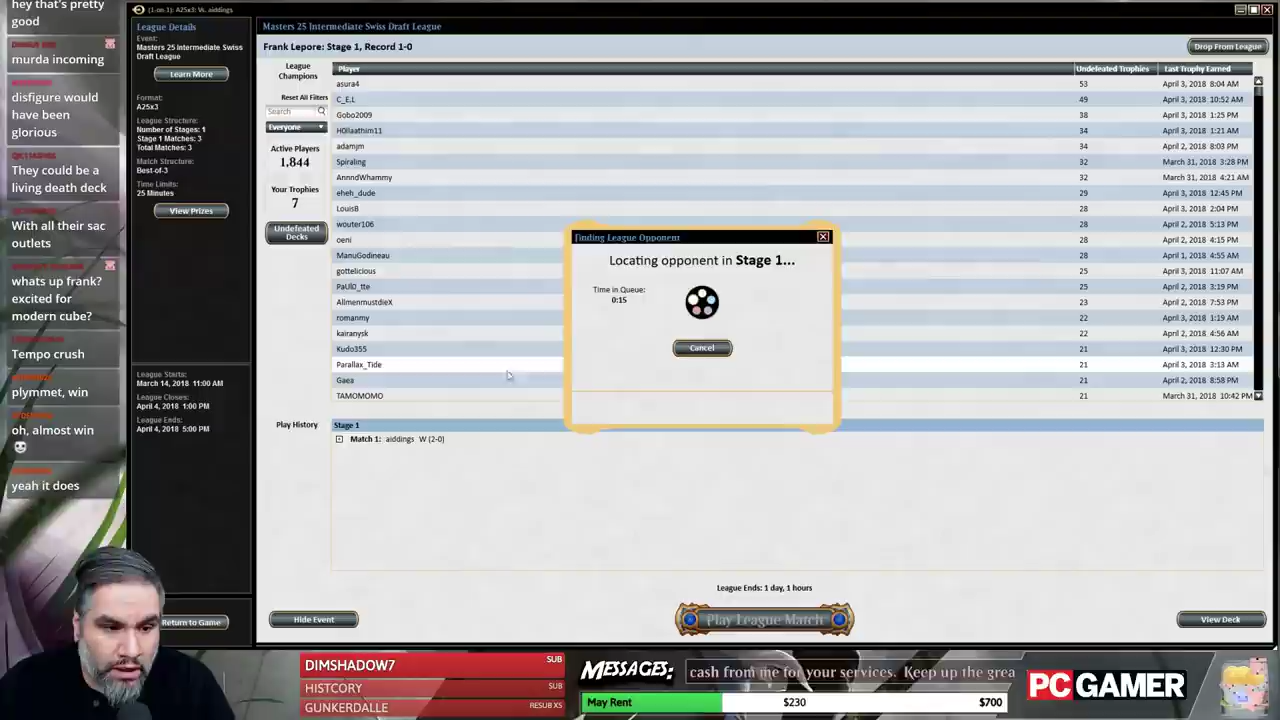 hey that's pretty
good
murda incoming
disfigure would
have been
glorious
They could be a
living death deck
With all their sac
outlets
whats up frank?
excited for
modern cube?
Tempo crush
plymmet, win
oh, almost win
yeah it does
(1-on-1): A25x3: Vs. aiddings
League Details
Event:
Masters 25 Intermediate Swiss
Draft League
Learn More
Format:
A25x3
League Structure:
Number of Stages: 1
Stage 1 Matches: 3
Total Matches: 3
Match Structure:
Best-of-3
Time Limits:
25 Minutes
View Prizes
League Starts:
March 14, 2018 11:00 AM
League Closes:
April 4, 2018 1:00 PM
League Ends:
April 4, 2018 5:00 PM
Return to Game
Masters 25 Intermediate Swiss Draft League
Frank Lepore: Stage 1, Record 1-0
Drop From League
League
Champions
Reset All Filters
Search
Everyone
Active Players
1,844
Your Trophies
7
Undefeated
Decks
Player Undefeated Trophies Last Trophy Earned
asura4 53 April 3, 2018 8:04 AM
C_E,L 49 April 3, 2018 10:52 AM
Gobo2009 38 April 3, 2018 1:25 PM
H0llaathim11 34 April 3, 2018 1:21 AM
adamjm 34 April 2, 2018 8:03 PM
Spiraling 32 March 31, 2018 3:28 PM
AnnndWhammy 32 March 31, 2018 4:21 AM
eheh_dude 29 April 3, 2018 12:45 PM
LouisB 28 April 3, 2018 2:04 PM
wouter106 28 April 2, 2018 5:13 PM
oeni 28 April 2, 2018 4:15 PM
ManuGodineau 28 April 1, 2018 4:55 AM
gottelicious 25 April 3, 2018 11:07 AM
PaUl0_tte 25 April 2, 2018 3:19 PM
AllmenmustdieX 23 April 2, 2018 7:53 PM
romanmy 22 April 3, 2018 1:19 AM
kairanysk 22 April 2, 2018 4:56 AM
Kudo355 21 April 3, 2018 12:30 PM
Parallax_Tide 21 April 3, 2018 3:13 AM
Gaea 21 April 2, 2018 8:58 PM
TAMOMOMO 21 March 31, 2018 10:42 PM
Finding League Opponent
Locating opponent in Stage 1...
Time in Queue:
0:15
Cancel
Play History
Stage 1
Match 1: aiddings W (2-0)
League Ends: 1 day, 1 hours
Hide Event
Play League Match
View Deck
DIMSHADOW7 SUB
HISTCORY SUB
GUNKERDALLE RESUB X5
MESSAGES:
cash from me for your services. Keep up the grea
May Rent $230 $700
PC GAMER